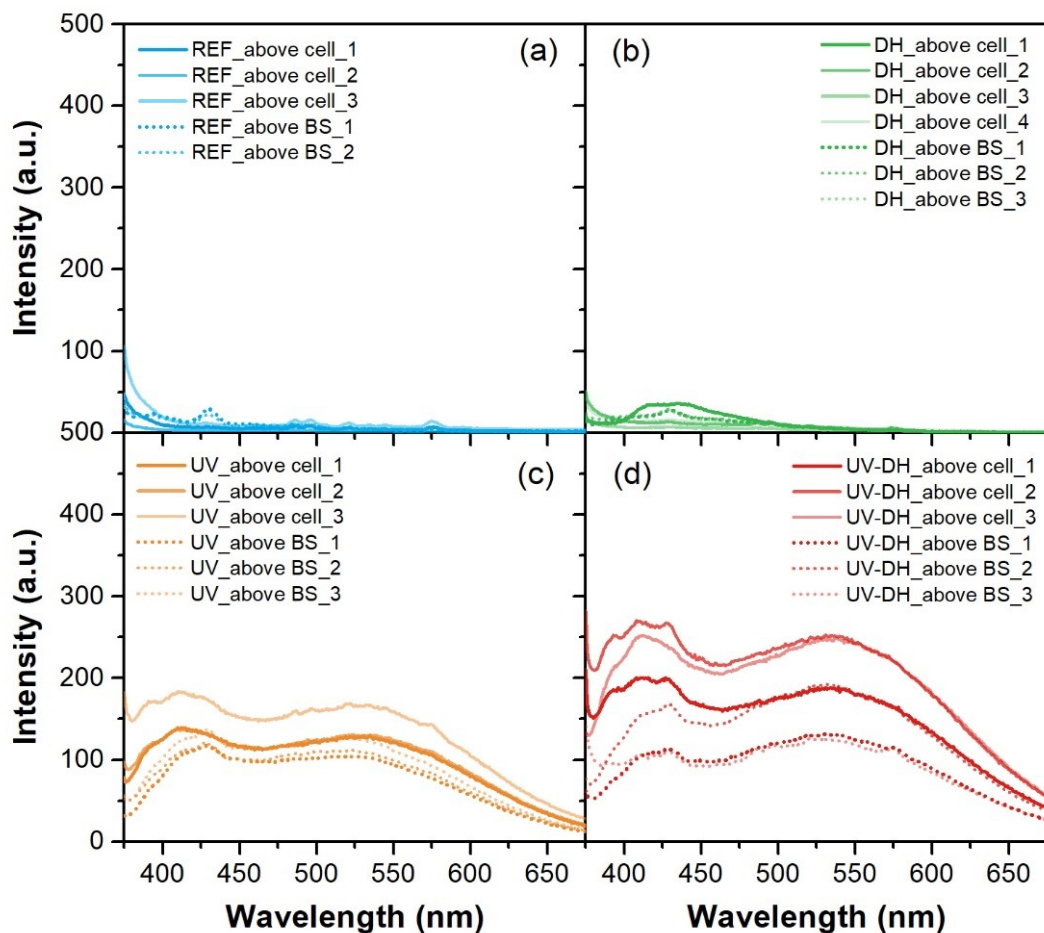 500
400
300
200
100
500
400
300
200
100
0
Intensity (a.u.)
Intensity (a.u.)
REF_above cell_1
REF_above cell_2
REF_above cell_3
REF_above BS_1
REF_above BS_2
(a)
(b)
DH_above cell_1
DH_above cell_2
DH_above cell_3
DH_above cell_4
DH_above BS_1
DH_above BS_2
DH_above BS_3
UV_above cell_1
UV_above cell_2
UV_above cell_3
UV_above BS_1
UV_above BS_2
UV_above BS_3
(c)
(d)
UV-DH_above cell_1
UV-DH_above cell_2
UV-DH_above cell_3
UV-DH_above BS_1
UV-DH_above BS_2
UV-DH_above BS_3
400 450 500 550 600 650
400 450 500 550 600 650
Wavelength (nm)
Wavelength (nm)